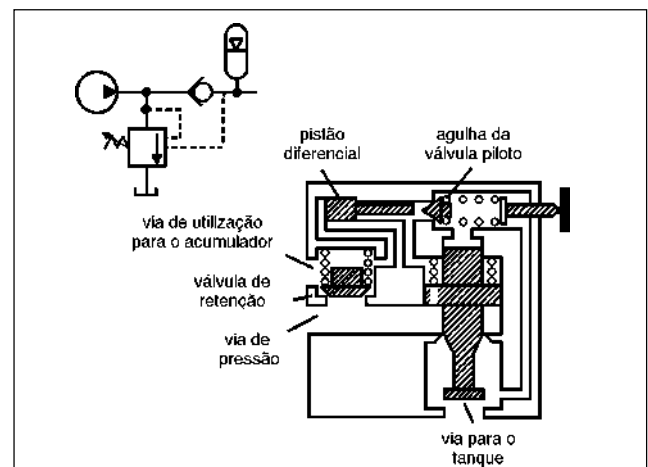 pistão
diferencial
agulha da
válvula piloto
via de utilização
para o acumulador
válvula de
retenção
via de
pressão
via para o
tanque